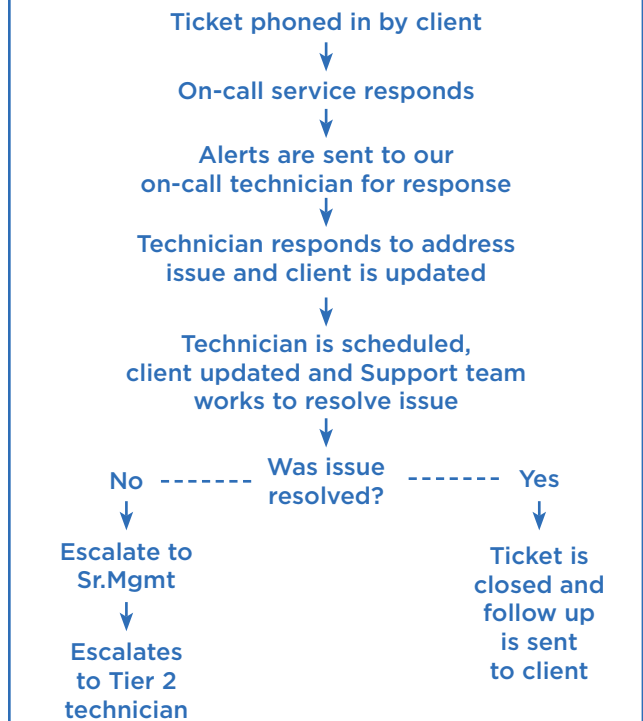 Ticket phoned in by client
On-call service responds
Alerts are sent to our
on-call technician for response
Technician responds to address
issue and client is updated
Technician is scheduled,
client updated and Support team
works to resolve issue
Was issue
resolved?
No
Yes
Escalate to
Sr.Mgmt
Escalates
to Tier 2
technician
Ticket is
closed and
follow up
is sent
to client